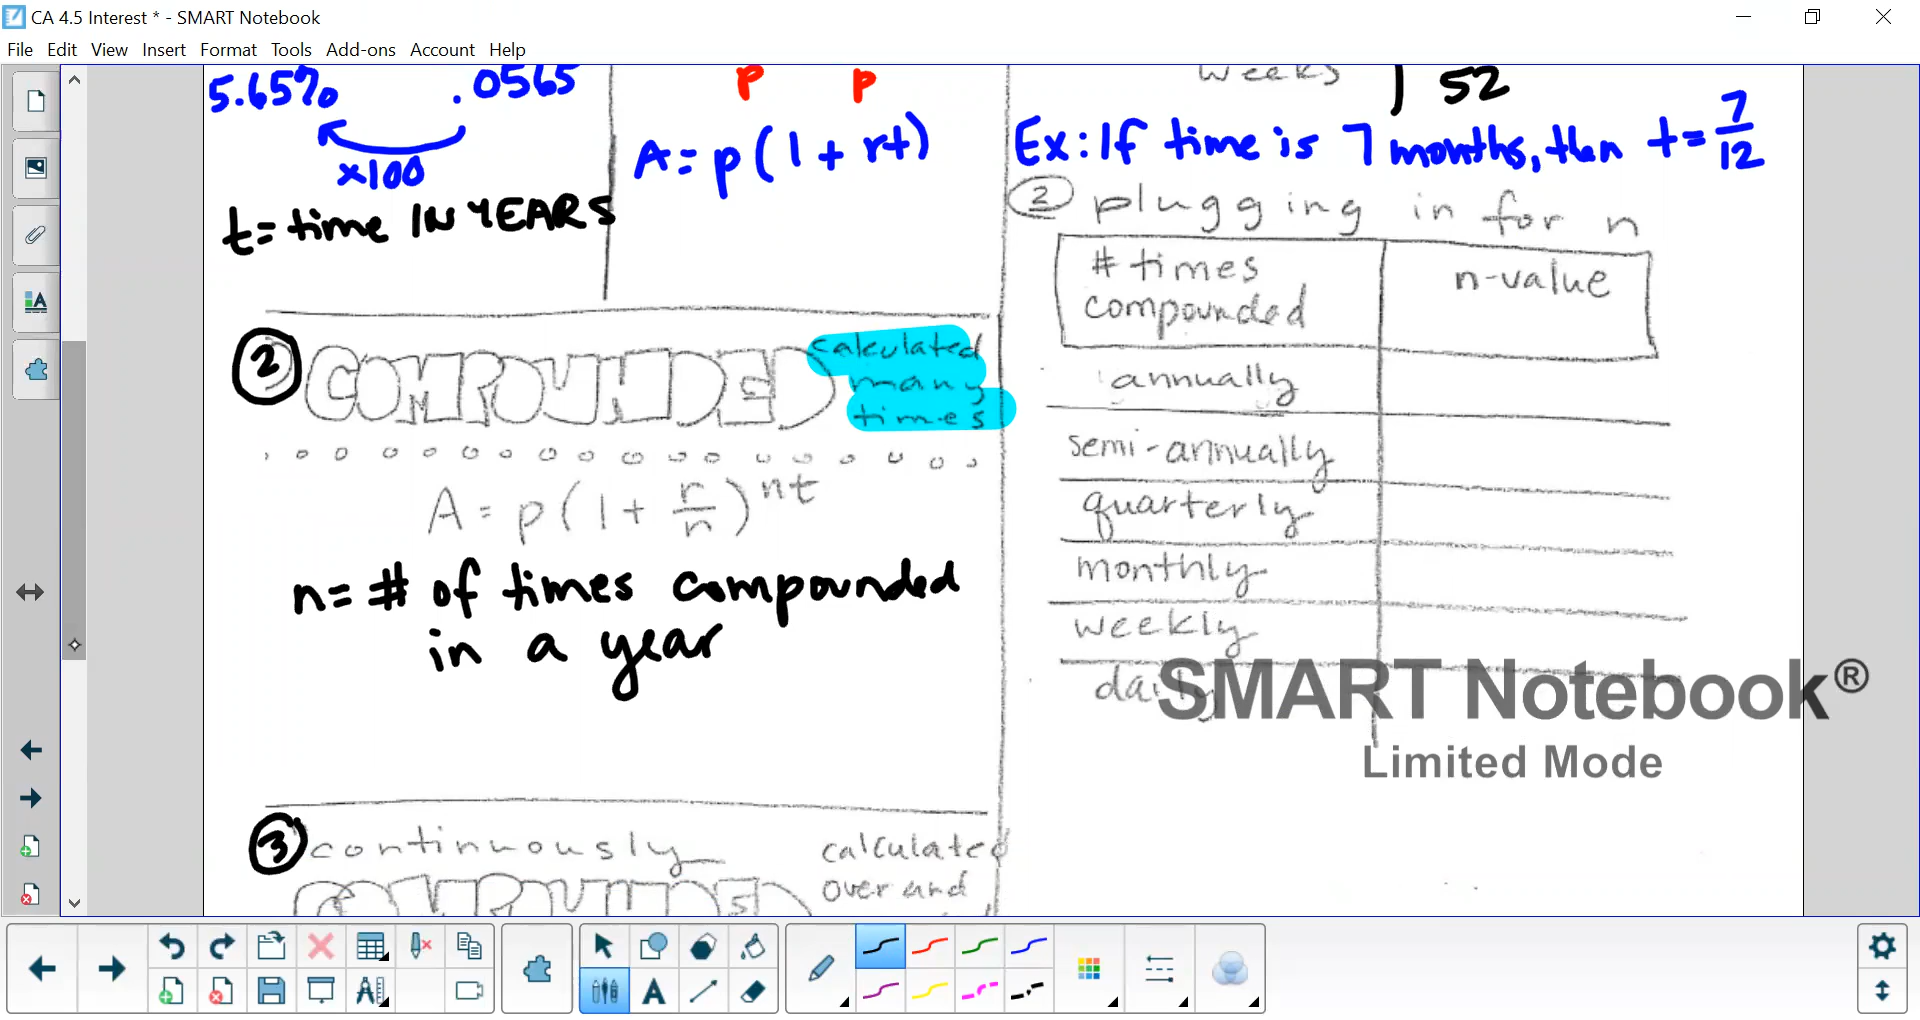 CA 4.5 Interest * - SMART Notebook
File Edit View Insert Format Tools Add-ons Account Help
5.65% .0565
x100
t= time IN YEARS
p p
A = p(1 + rt)
weeks 52
Ex: If time is 7 months, then t = 7/12
② plugging in for n
# times compounded
n-value
annually
semi-annually
quarterly
monthly
weekly
daily
② COMPOUNDED
calculated
many
times
A = p(1 + r/n)^nt
n= # of times compounded
in a year
③ continuously
COMPOUNDED
calculated
over and
SMART Notebook®
Limited Mode